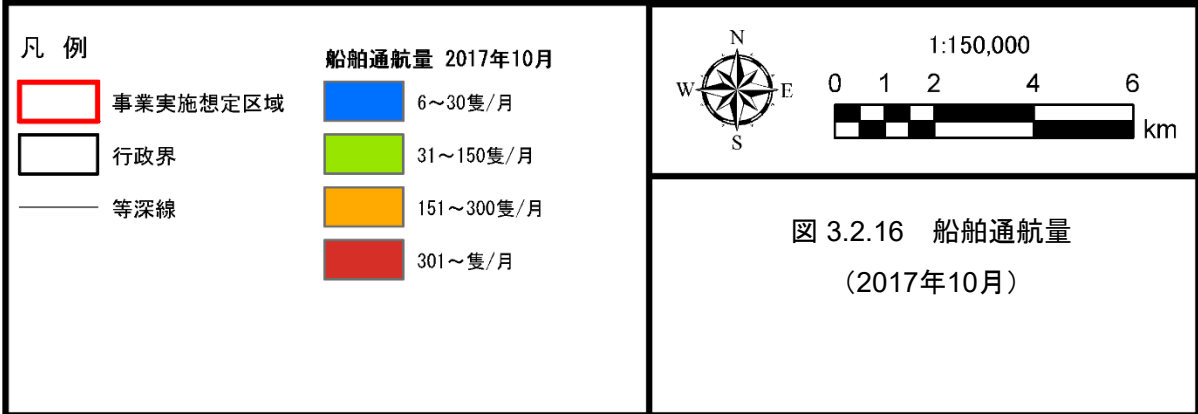 凡 例
事業実施想定区域
行政界
等深線
船舶通航量 2017年10月
6～30隻/月
31～150隻/月
151～300隻/月
301～隻/月
N
W E
S
1:150,000
0 1 2 4 6
km
図 3.2.16 船舶通航量
（2017年10月）